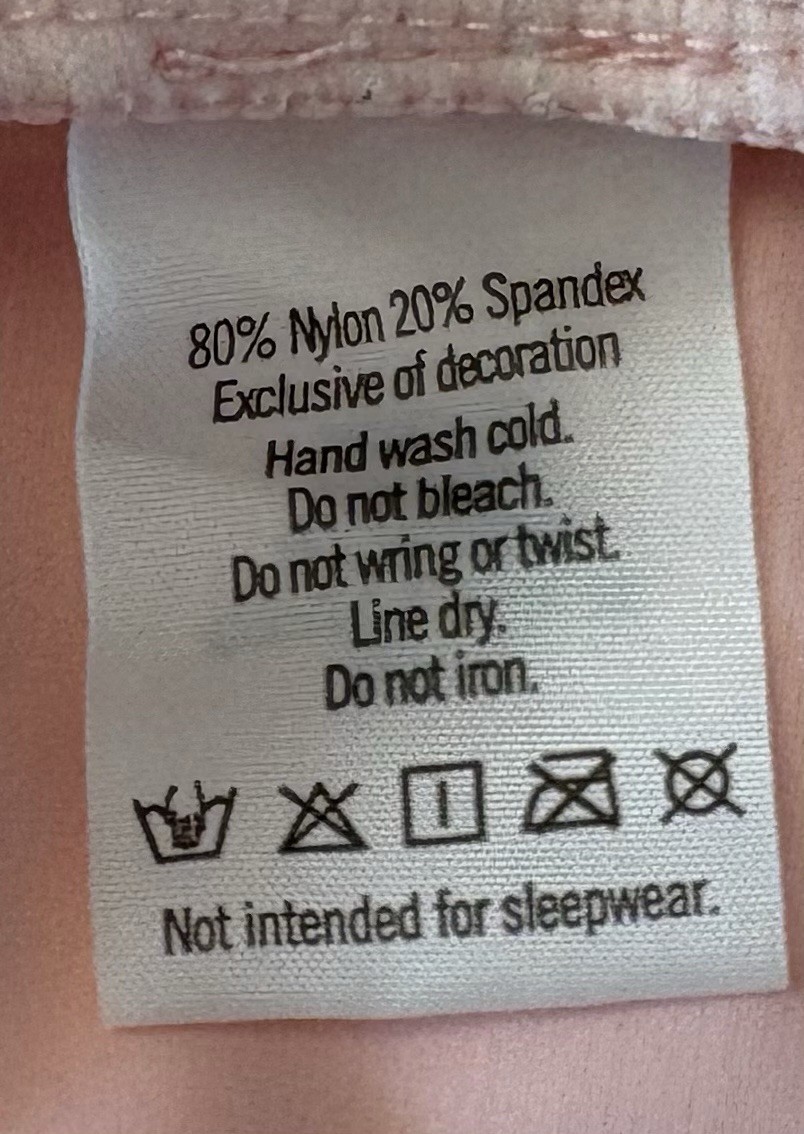 80% Nylon 20% Spandex
Exclusive of decoration
Hand wash cold.
Do not bleach.
Do not wring or twist.
Line dry.
Do not iron.
Not intended for sleepwear.